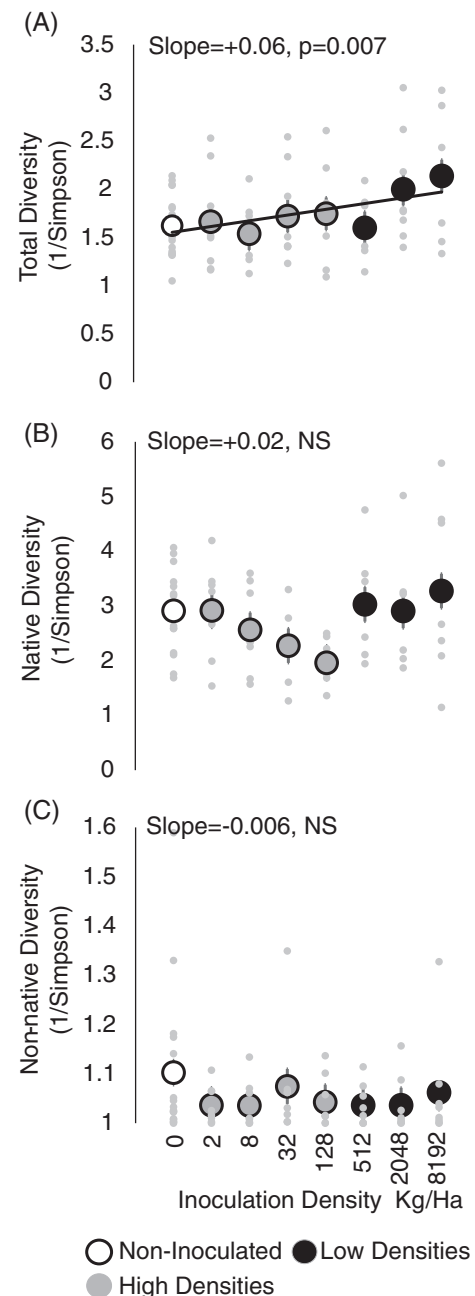 (A)
Slope=+0.06, p=0.007
Total Diversity
(1/Simpson)
3.5
3
2.5
2
1.5
1
0.5
0
(B)
Slope=+0.02, NS
Native Diversity
(1/Simpson)
6
5
4
3
2
1
0
(C)
Slope=-0.006, NS
Non-native Diversity
(1/Simpson)
1.6
1.5
1.4
1.3
1.2
1.1
1
0
2
8
32
128
512
2048
8192
Inoculation Density Kg/Ha
Non-Inoculated
Low Densities
High Densities